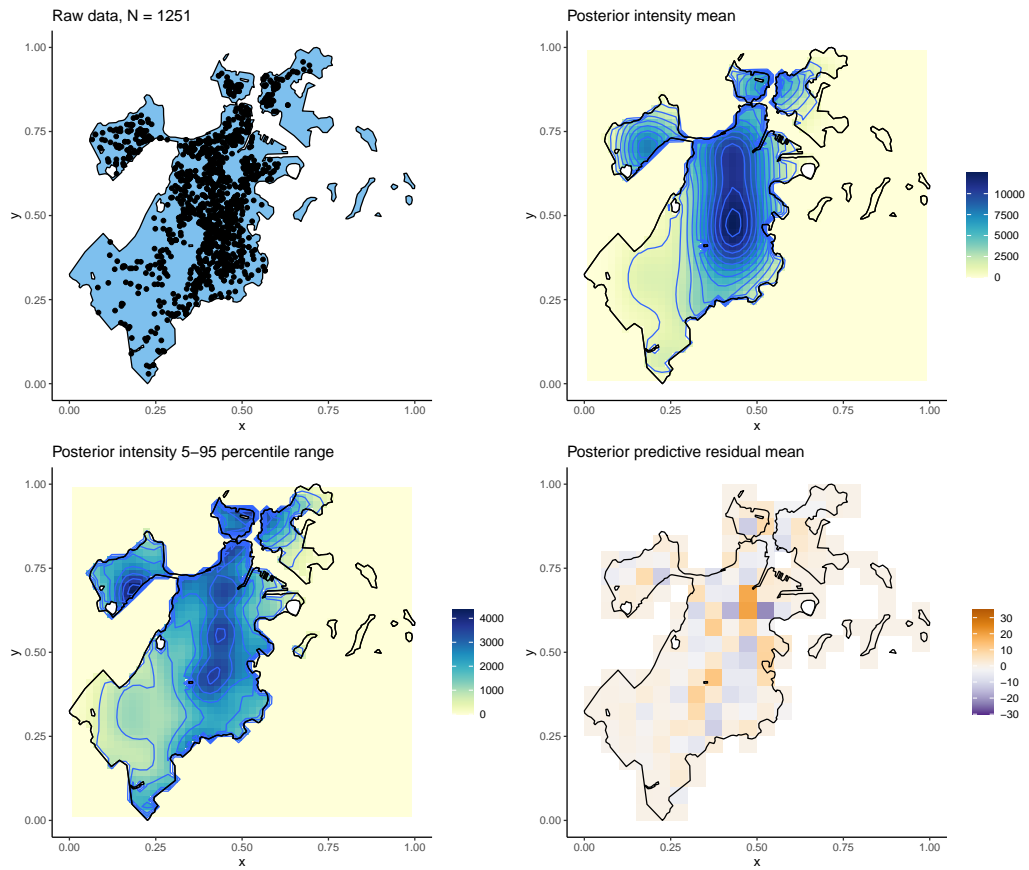 Raw data, N = 1251
Posterior intensity mean
1.00
0.75
0.50
0.25
0.00
y
0.00 0.25 0.50 0.75 1.00
x
1.00
0.75
0.50
0.25
0.00
y
0.00 0.25 0.50 0.75 1.00
x
10000
7500
5000
2500
0
Posterior intensity 5−95 percentile range
Posterior predictive residual mean
1.00
0.75
0.50
0.25
0.00
y
0.00 0.25 0.50 0.75 1.00
x
4000
3000
2000
1000
0
1.00
0.75
0.50
0.25
0.00
y
0.00 0.25 0.50 0.75 1.00
x
30
20
10
0
−10
−20
−30